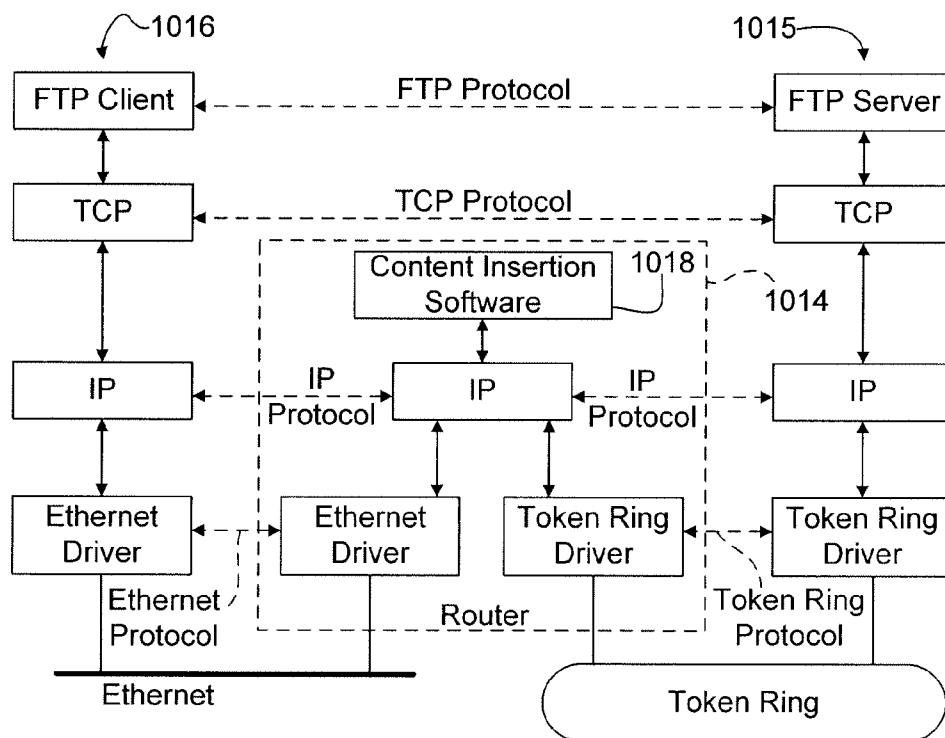 1016
1015
FTP Client
FTP Protocol
FTP Server
TCP
TCP Protocol
TCP
Content Insertion
Software
1018
1014
IP
IP
Protocol
IP
IP
Protocol
IP
Ethernet
Driver
Ethernet
Driver
Token Ring
Driver
Token Ring
Driver
Ethernet
Protocol
Router
Token Ring
Protocol
Ethernet
Token Ring